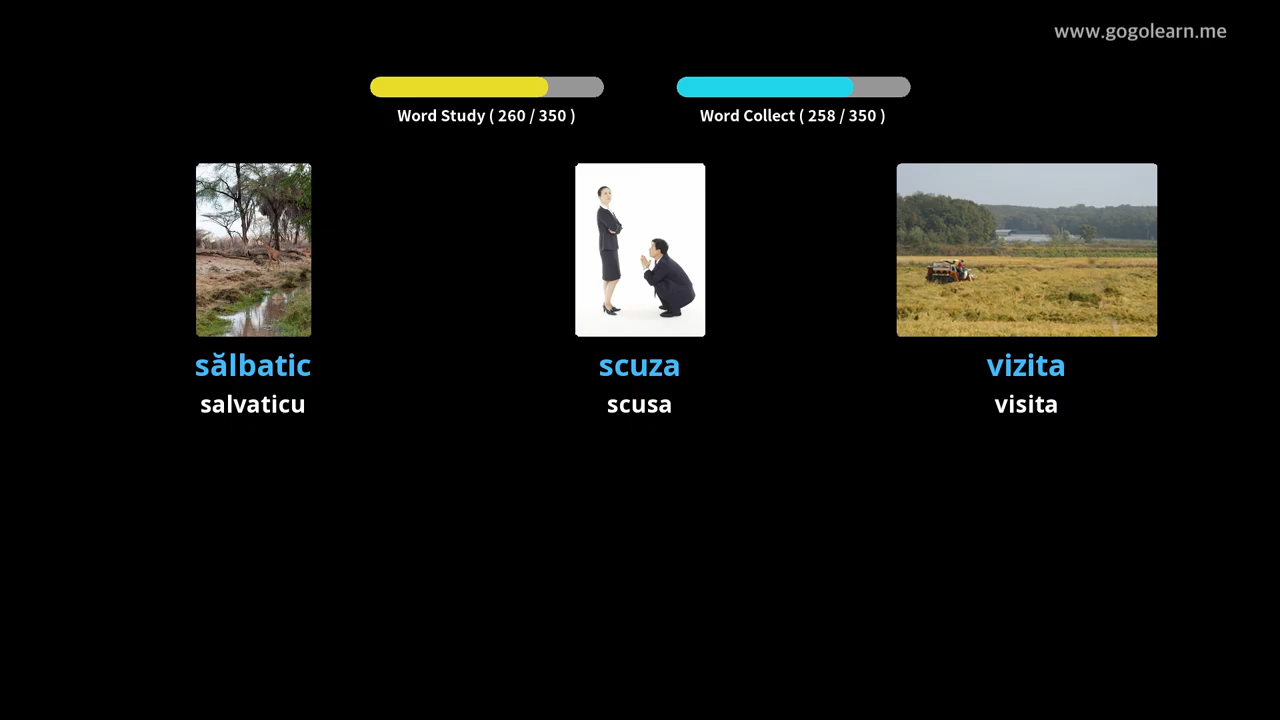 www.gogolearn.me
Word Study ( 260 / 350 )
Word Collect ( 258 / 350 )
sălbatic
salvaticu
scuza
scusa
vizita
visita